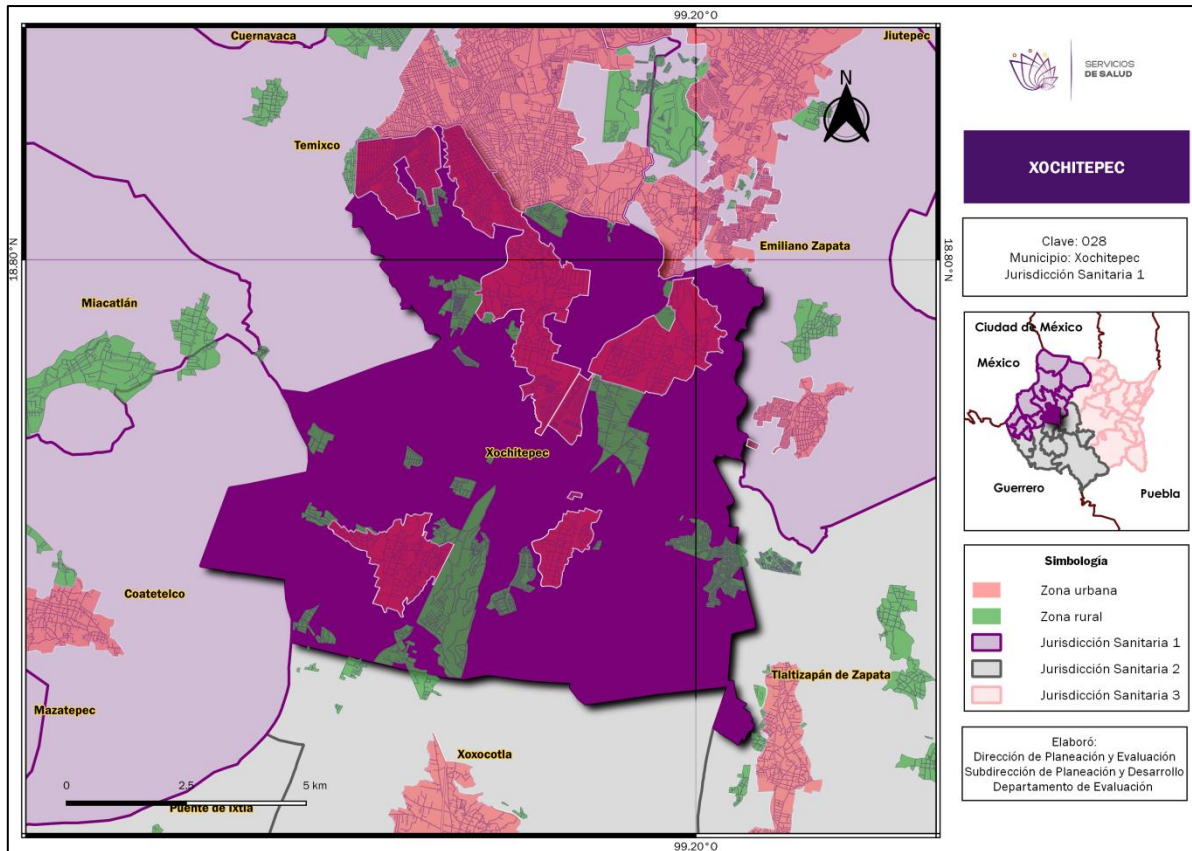 99.20°O
Cuernavaca
Jiutepec
N
Temixco
18.80°N
Emiliano Zapata
18.80°N
Miacatlán
Xochitepec
Coatetelco
Tlaltizapán de Zapata
Mazatepec
Xoxocotla
0 2,5 5 km
Puente de Ixtla
99.20°O
SERVICIOS
DE SALUD
XOCHITEPEC
Clave: 028
Municipio: Xochitepec
Jurisdicción Sanitaria 1
Ciudad de México
México
Guerrero
Puebla
Simbología
Zona urbana
Zona rural
Jurisdicción Sanitaria 1
Jurisdicción Sanitaria 2
Jurisdicción Sanitaria 3
Elaboró:
Dirección de Planeación y Evaluación
Subdirección de Planeación y Desarrollo
Departamento de Evaluación